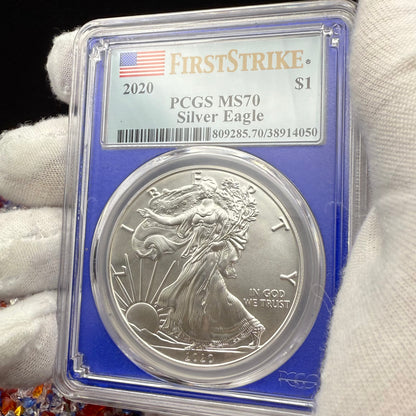 FIRSTSTRIKE®
2020 $1
PCGS MS70
Silver Eagle
809285.70/38914050
LIBERTY
IN GOD
WE TRUST
2020